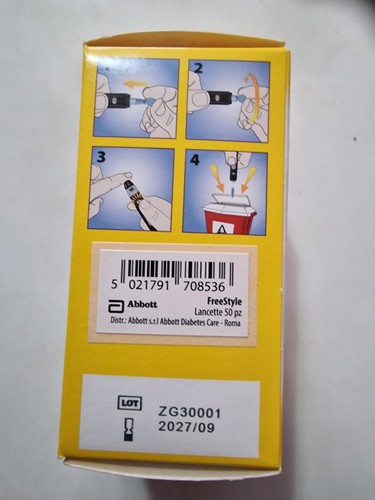 2
3
4
5 021791 708536
Abbott
FreeStyle
Lancette 50 pz
Distr.: Abbott s.r.l Abbott Diabetes Care - Roma
LOT
ZG30001
2027/09